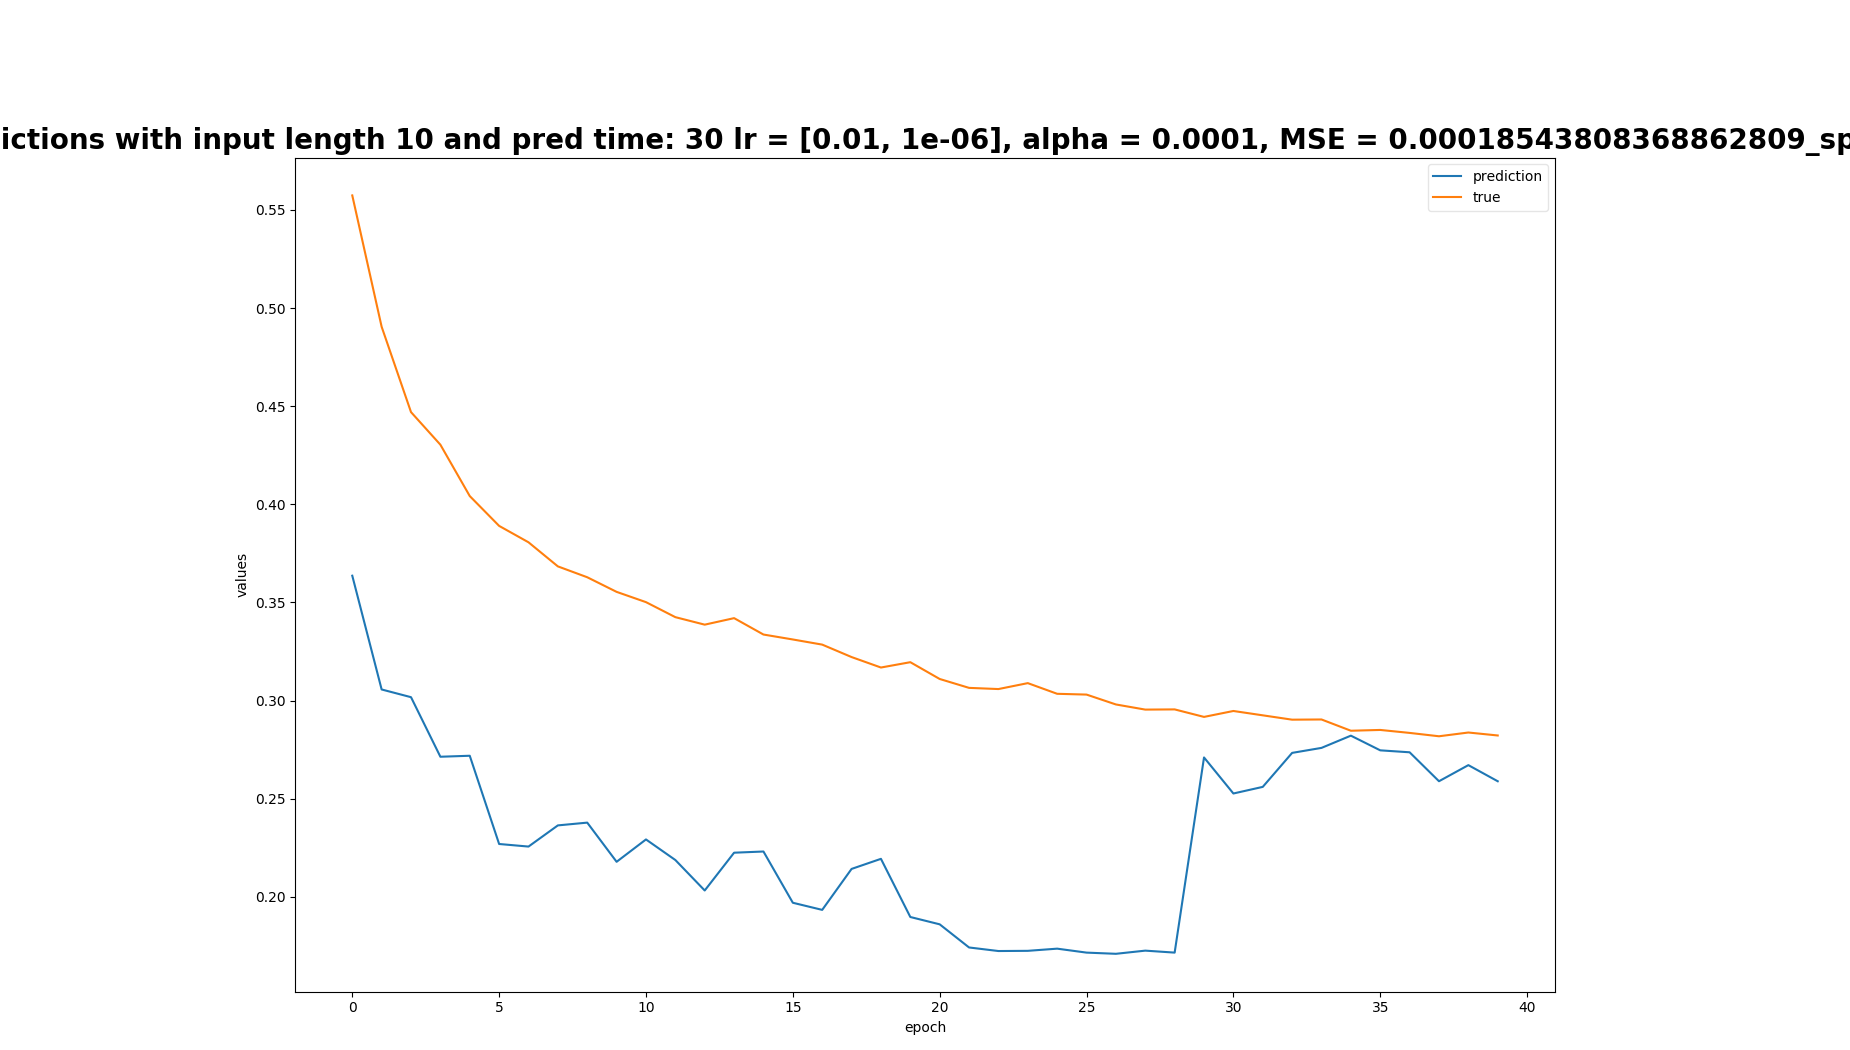 ictions with input length 10 and pred time: 30 lr = [0.01, 1e-06], alpha = 0.0001, MSE = 0.00018543808368862809_sp
prediction
true
0.55
0.50
0.45
0.40
0.35
0.30
0.25
0.20
values
0 5 10 15 20 25 30 35 40
epoch